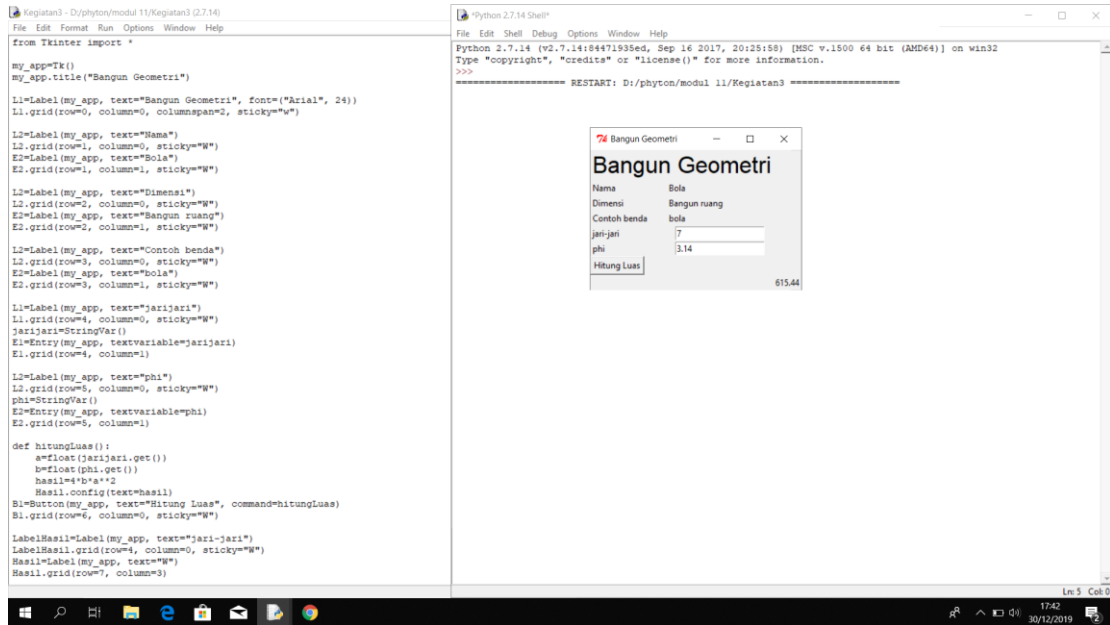 Kegiatan3 - D:/phyton/modul 11/Kegiatan3 (2.7.14)
File Edit Format Run Options Window Help
from Tkinter import *
my_app=Tk()
my_app.title("Bangun Geometri")
L1=Label(my_app, text="Bangun Geometri", font=("Arial", 24))
L1.grid(row=0, column=0, columnspan=2, sticky="w")
L2=Label(my_app, text="Nama")
L2.grid(row=1, column=0, sticky="W")
E2=Label(my_app, text="Bola")
E2.grid(row=1, column=1, sticky="W")
L2=Label(my_app, text="Dimensi")
L2.grid(row=2, column=0, sticky="W")
E2=Label(my_app, text="Bangun ruang")
E2.grid(row=2, column=1, sticky="W")
L2=Label(my_app, text="Contoh benda")
L2.grid(row=3, column=0, sticky="W")
E2=Label(my_app, text="bola")
E2.grid(row=3, column=1, sticky="W")
L1=Label(my_app, text="jarijari")
L1.grid(row=4, column=0, sticky="W")
jarijari=StringVar()
E1=Entry(my_app, textvariable=jarijari)
E1.grid(row=4, column=1)
L2=Label(my_app, text="phi")
L2.grid(row=5, column=0, sticky="W")
phi=StringVar()
E2=Entry(my_app, textvariable=phi)
E2.grid(row=5, column=1)
def hitungLuas():
    a=float(jarijari.get())
    b=float(phi.get())
    hasil=4*b*a**2
    Hasil.config(text=hasil)
B1=Button(my_app, text="Hitung Luas", command=hitungLuas)
B1.grid(row=6, column=0, sticky="W")
LabelHasil=Label(my_app, text="jari-jari")
LabelHasil.grid(row=4, column=0, sticky="W")
Hasil=Label(my_app, text="W")
Hasil.grid(row=7, column=3)
*Python 2.7.14 Shell*
File Edit Shell Debug Options Window Help
Python 2.7.14 (v2.7.14:84471935ed, Sep 16 2017, 20:25:58) [MSC v.1500 64 bit (AMD64)] on win32
Type "copyright", "credits" or "license()" for more information.
>>>
=================== RESTART: D:/phyton/modul 11/Kegiatan3 ===================
Bangun Geometri
Bangun Geometri
Nama Bola
Dimensi Bangun ruang
Contoh benda bola
jari-jari 7
phi 3.14
Hitung Luas
615.44
Ln: 5 Col: 0
17:42
30/12/2019
2